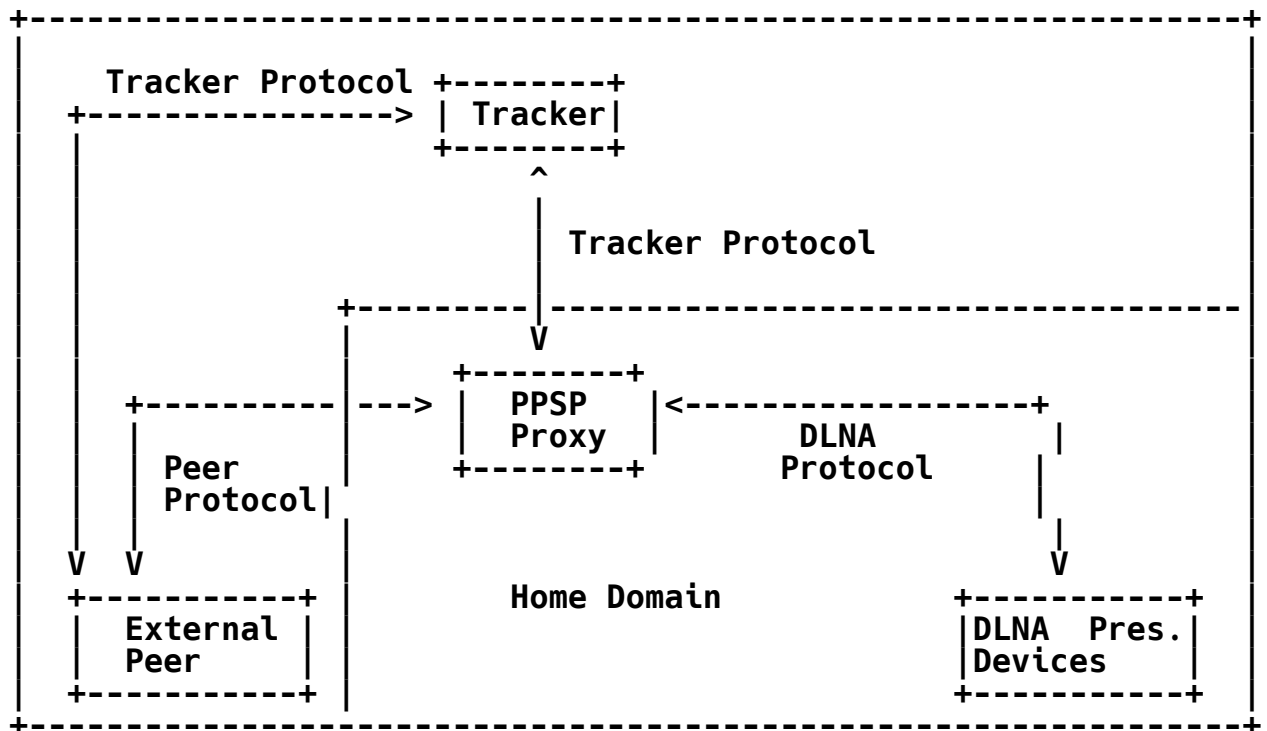 Tracker Protocol
Tracker
Tracker Protocol
PPSP
Proxy
DLNA
Protocol
Peer
Protocol
Home Domain
External
Peer
DLNA Pres.
Devices